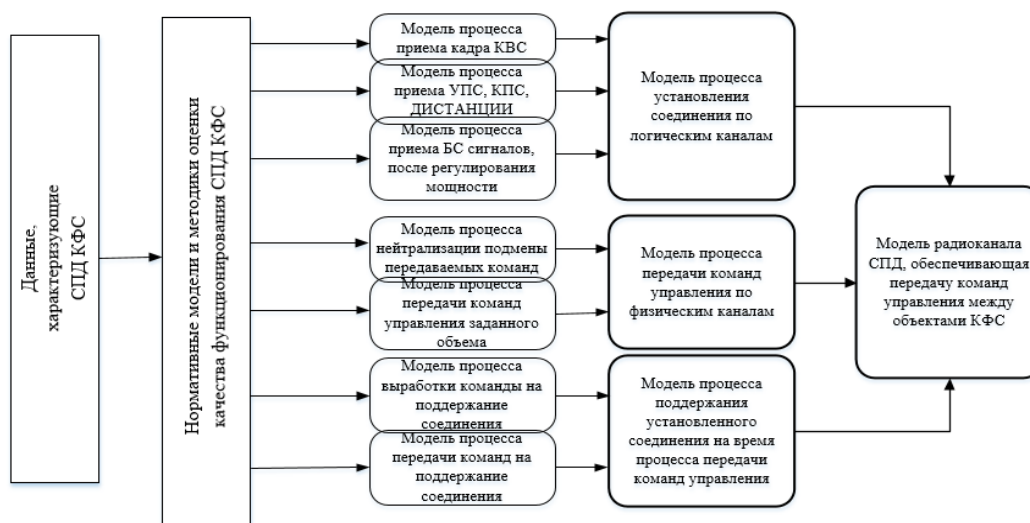 Данные,
характеризующие
СПД КФС
Нормативные модели и методики оценки
качества функционирования СПД КФС
Модель процесса
приема кадра КВС
Модель процесса
приема УПС, КПС,
ДИСТАНЦИИ
Модель процесса
приема БС сигналов,
после регулирования
мощности
Модель процесса
нейтрализации подмены
передаваемых команд
Модель процесса
передачи команд
управления заданного
объема
Модель процесса
выработки команды на
поддержание
соединения
Модель процесса
передачи команд на
поддержание
соединения
Модель процесса
установления
соединения по
логическим каналам
Модель процесса
передачи команд
управления по
физическим каналам
Модель процесса
поддержания
установленного
соединения на время
процесса передачи
команд управления
Модель радиоканала
СПД, обеспечивающая
передачу команд
управления между
объектами КФС